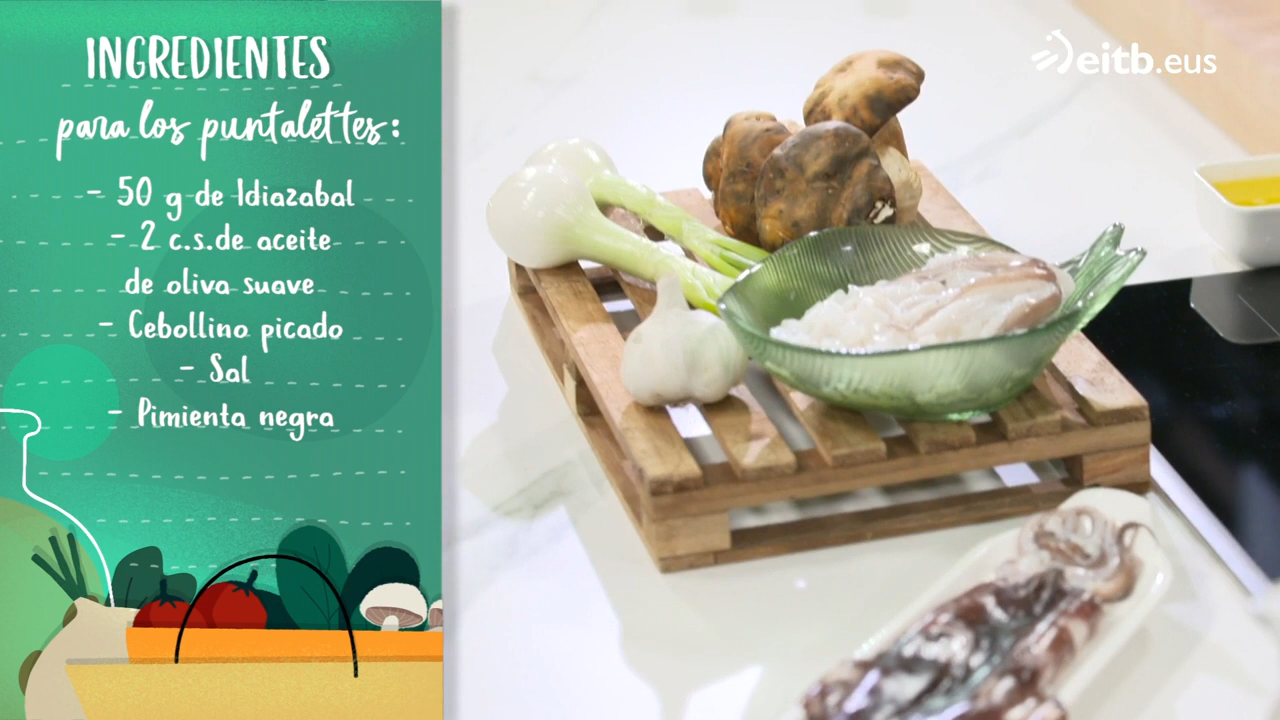 INGREDIENTES
para los puntalettes:
- 50 g de Idiazabal
- 2 c.s.de aceite
de oliva suave
- Cebollino picado
- Sal
- Pimienta negra
eitb.eus